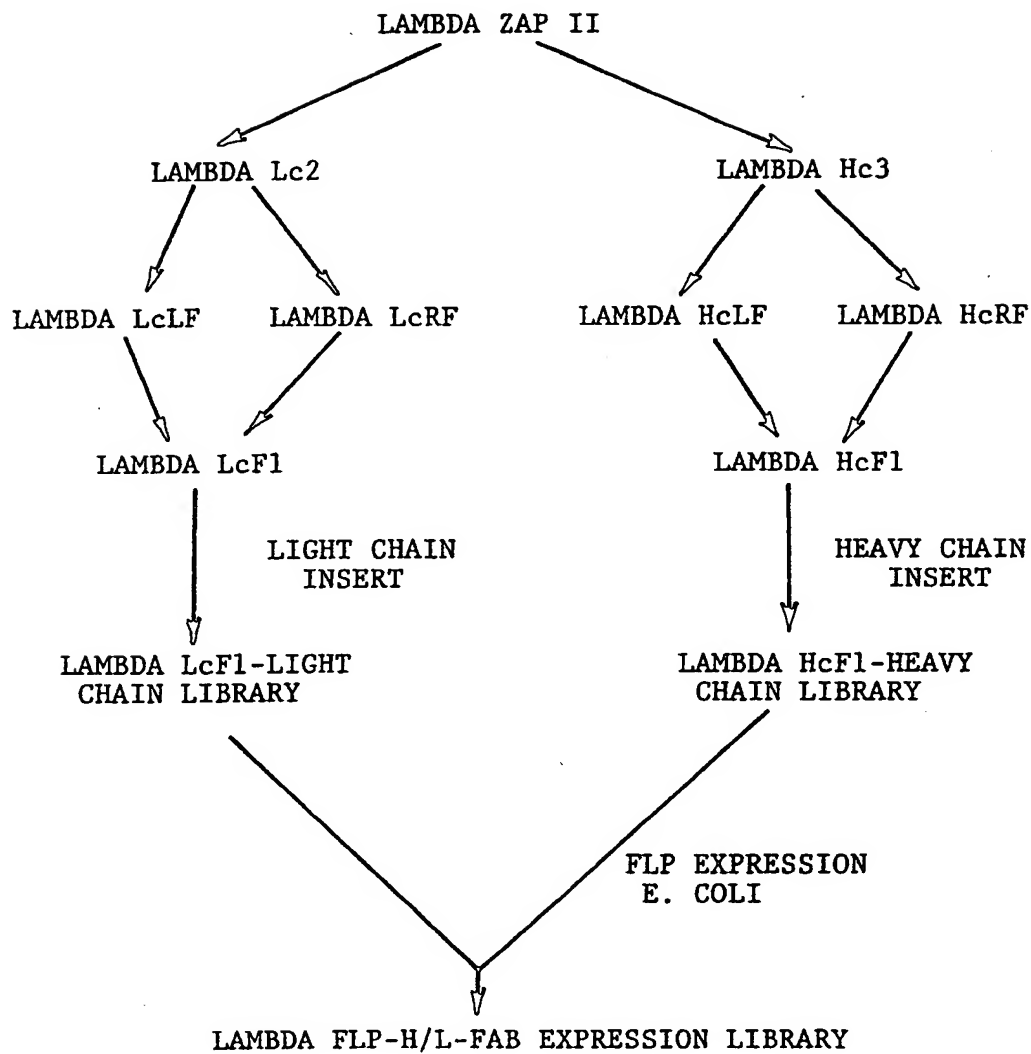 LAMBDA ZAP II
LAMBDA Lc2
LAMBDA Hc3
LAMBDA LcLF
LAMBDA LcRF
LAMBDA HcLF
LAMBDA HcRF
LAMBDA LcF1
LAMBDA HcF1
LIGHT CHAIN
INSERT
HEAVY CHAIN
INSERT
LAMBDA LcF1-LIGHT
CHAIN LIBRARY
LAMBDA HcF1-HEAVY
CHAIN LIBRARY
FLP EXPRESSION
E. COLI
LAMBDA FLP-H/L-FAB EXPRESSION LIBRARY